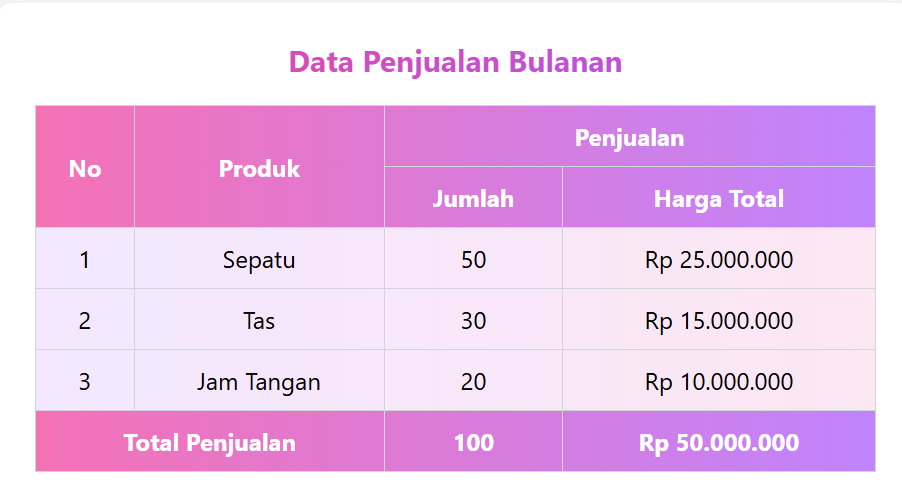 Data Penjualan Bulanan
No Produk Penjualan
Jumlah Harga Total
1 Sepatu 50 Rp 25.000.000
2 Tas 30 Rp 15.000.000
3 Jam Tangan 20 Rp 10.000.000
Total Penjualan 100 Rp 50.000.000